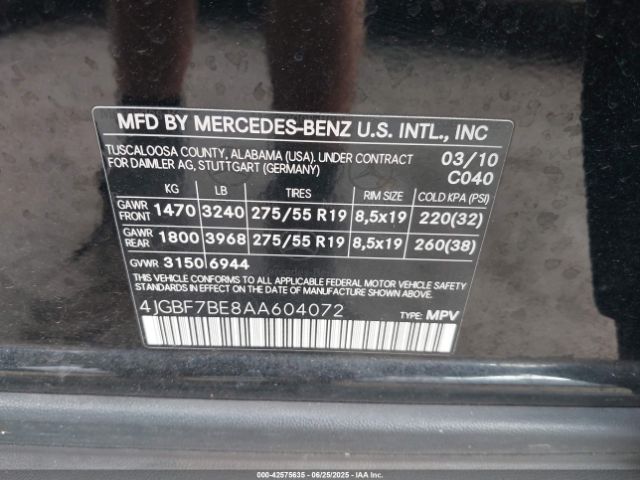 MFD BY MERCEDES-BENZ U.S. INTL., INC
TUSCALOOSA COUNTY, ALABAMA (USA). UNDER CONTRACT 03/10
FOR DAIMLER AG, STUTTGART (GERMANY) C040
KG LB TIRES RIM SIZE COLD KPA (PSI)
GAWR FRONT 1470 3240 275/55 R19 8,5x19 220(32)
GAWR REAR 1800 3968 275/55 R19 8,5x19 260(38)
GVWR 3150 6944
THIS VEHICLE CONFORMS TO ALL APPLICABLE FEDERAL MOTOR VEHICLE SAFETY
STANDARDS IN EFFECT ON THE DATE OF MANUFACTURE SHOWN ABOVE.
4JGBF7BE8AA604072 TYPE: MPV
000-42575635 - 06/25/2025 - IAA Inc.